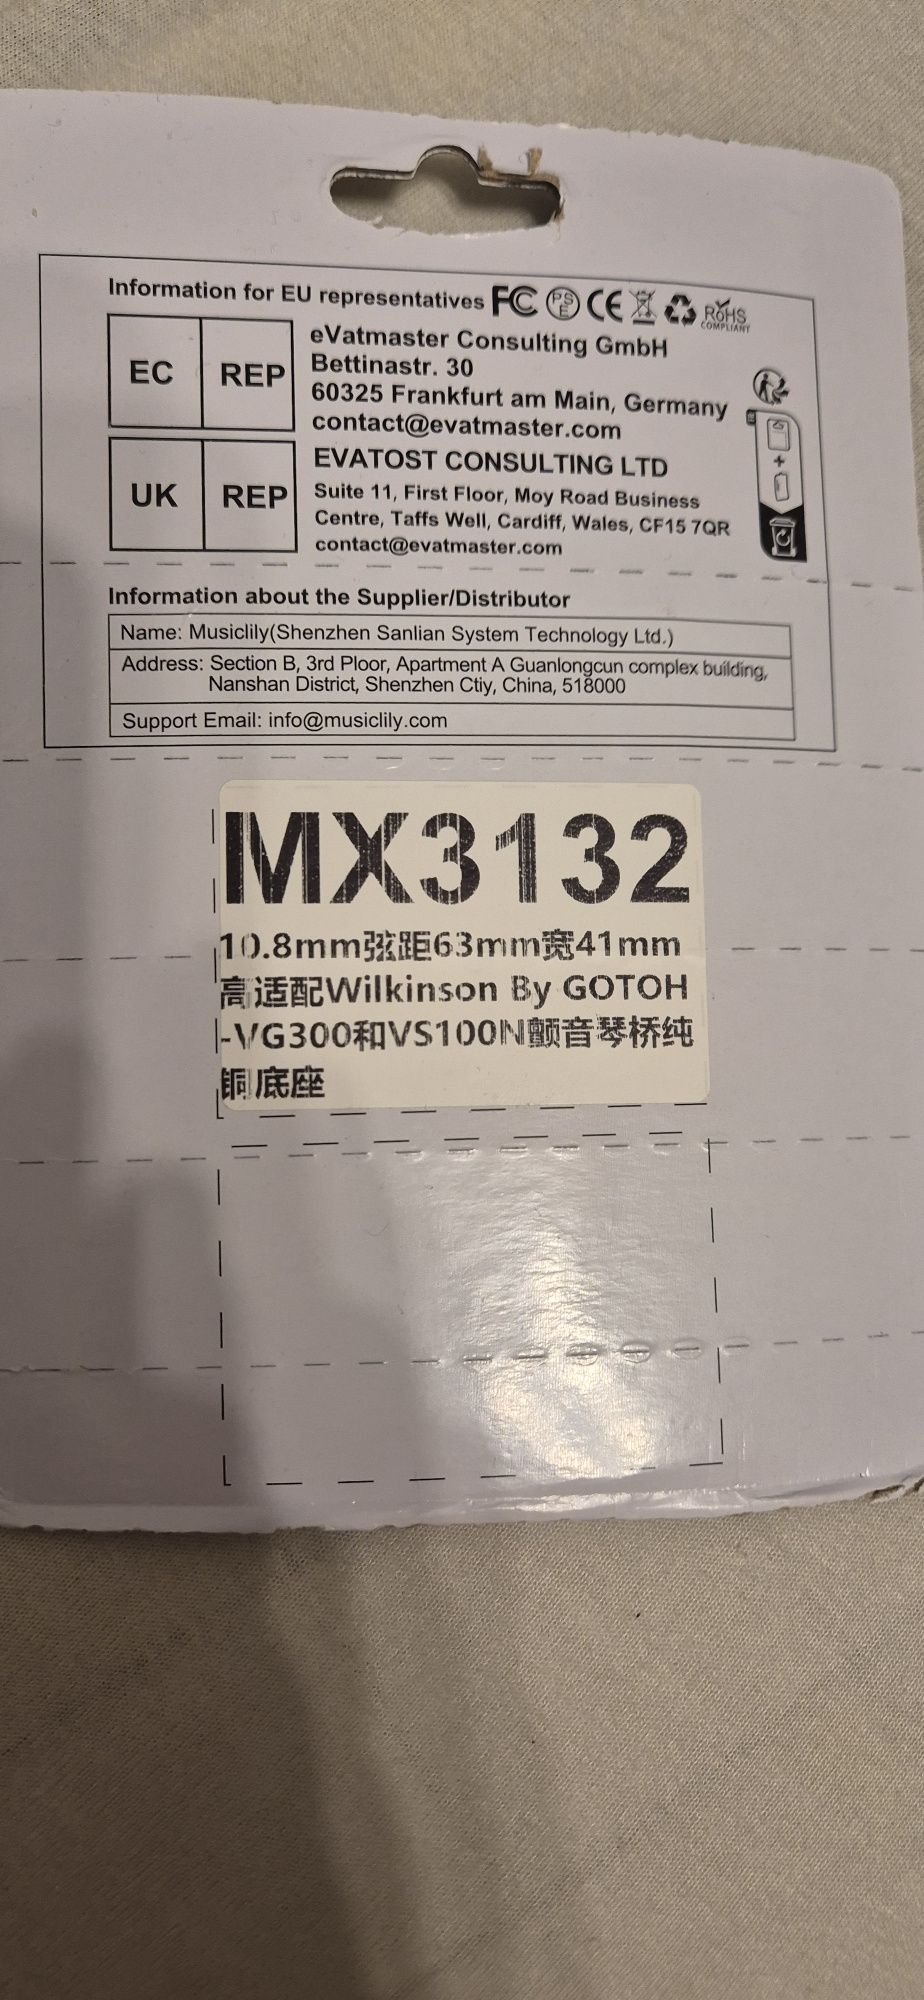 Information for EU representatives FC PSE CE RoHS COMPLIANT
EC REP
eVatmaster Consulting GmbH
Bettinastr. 30
60325 Frankfurt am Main, Germany
contact@evatmaster.com
UK REP
EVATOST CONSULTING LTD
Suite 11, First Floor, Moy Road Business
Centre, Taffs Well, Cardiff, Wales, CF15 7QR
contact@evatmaster.com
+
Information about the Supplier/Distributor
Name: Musiclily(Shenzhen Sanlian System Technology Ltd.)
Address: Section B, 3rd Ploor, Apartment A Guanlongcun complex building,
Nanshan District, Shenzhen Ctiy, China, 518000
Support Email: info@musiclily.com
MX3132
10.8mm弦距63mm宽41mm
高适配Wilkinson By GOTOH
-VG300和VS100N颤音琴桥纯
铜底座